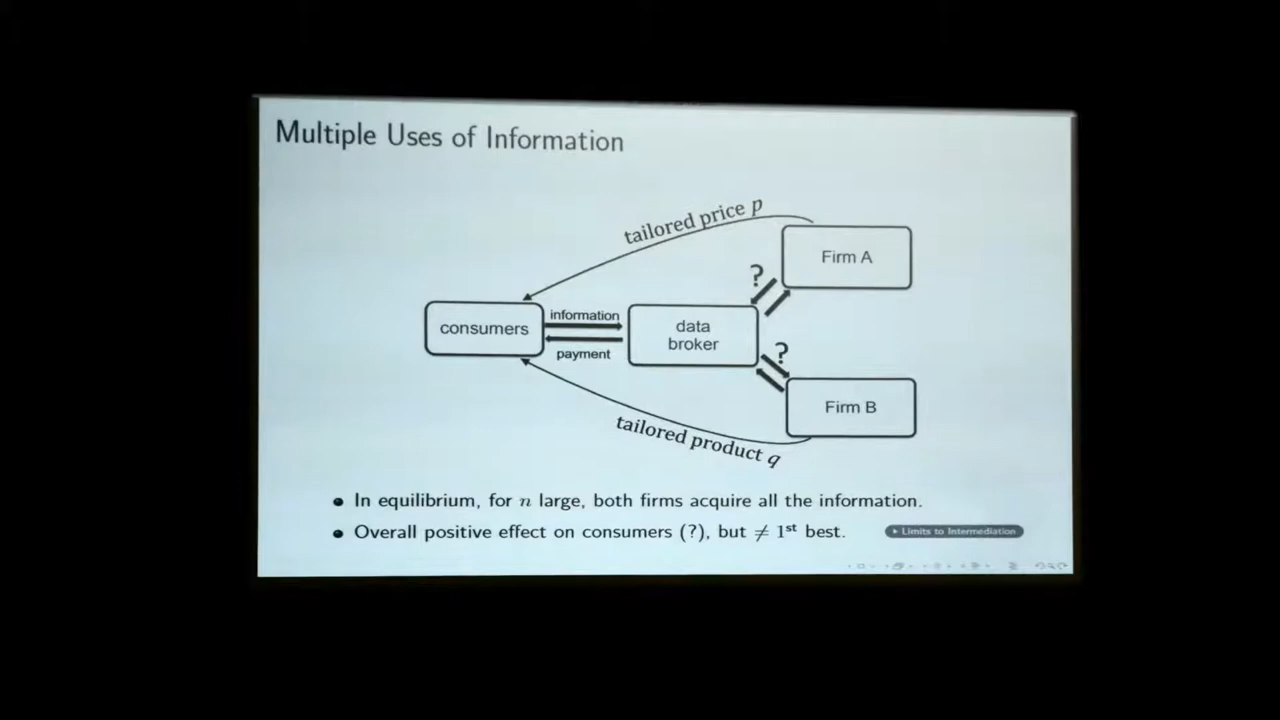 Multiple Uses of Information
tailored price p
Firm A
?
consumers
information
payment
data
broker
?
Firm B
tailored product q
• In equilibrium, for n large, both firms acquire all the information.
• Overall positive effect on consumers (?), but ≠ 1st best.
Limits to Intermediation